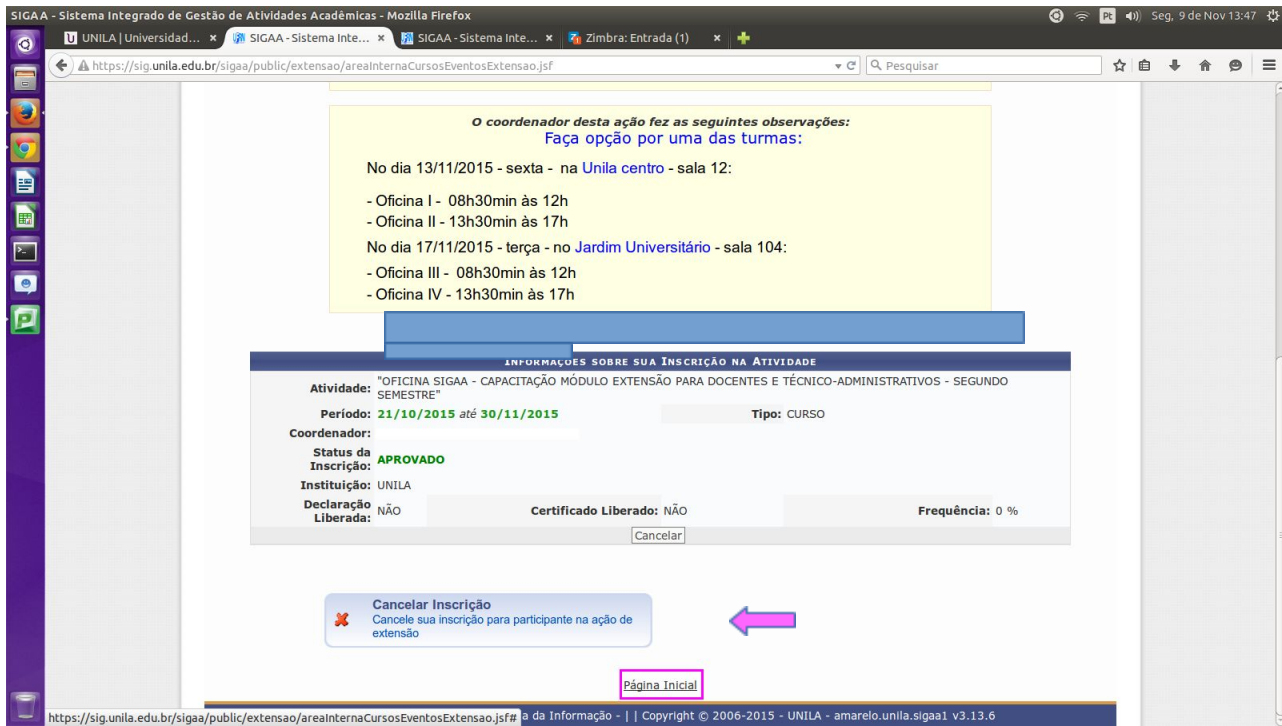 SIGAA - Sistema Integrado de Gestão de Atividades Acadêmicas - Mozilla Firefox
Pt
Seg, 9 de Nov 13:47
UNILA | Universidad... ×
SIGAA - Sistema Inte... ×
SIGAA - Sistema Inte... ×
Zimbra: Entrada (1) ×
https://sig.unila.edu.br/sigaa/public/extensao/areaInternaCursosEventosExtensao.jsf
Pesquisar
O coordenador desta ação fez as seguintes observações:
Faça opção por uma das turmas:
No dia 13/11/2015 - sexta - na Unila centro - sala 12:
- Oficina I - 08h30min às 12h
- Oficina II - 13h30min às 17h
No dia 17/11/2015 - terça - no Jardim Universitário - sala 104:
- Oficina III - 08h30min às 12h
- Oficina IV - 13h30min às 17h
INFORMAÇÕES SOBRE SUA INSCRIÇÃO NA ATIVIDADE
Atividade: "OFICINA SIGAA - CAPACITAÇÃO MÓDULO EXTENSÃO PARA DOCENTES E TÉCNICO-ADMINISTRATIVOS - SEGUNDO
SEMESTRE"
Período: 21/10/2015 até 30/11/2015 Tipo: CURSO
Coordenador:
Status da
Inscrição: APROVADO
Instituição: UNILA
Declaração
Liberada: NÃO Certificado Liberado: NÃO Frequência: 0 %
Cancelar
Cancelar Inscrição
Cancele sua inscrição para participante na ação de
extensão
Página Inicial
https://sig.unila.edu.br/sigaa/public/extensao/areaInternaCursosEventosExtensao.jsf#
a da Informação - | | Copyright © 2006-2015 - UNILA - amarelo.unila.sigaa1 v3.13.6